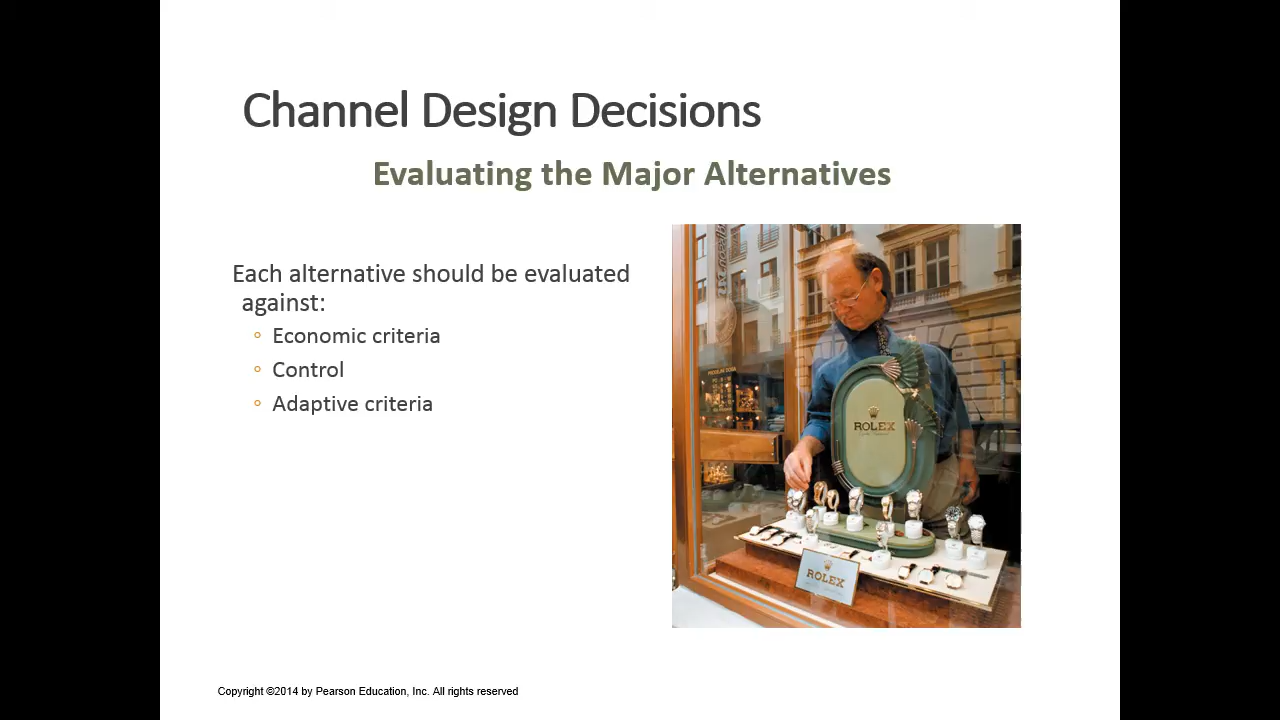 Channel Design Decisions
Evaluating the Major Alternatives
Each alternative should be evaluated
against:
◦ Economic criteria
◦ Control
◦ Adaptive criteria
ROLEX
ROLEX
Copyright ©2014 by Pearson Education, Inc. All rights reserved